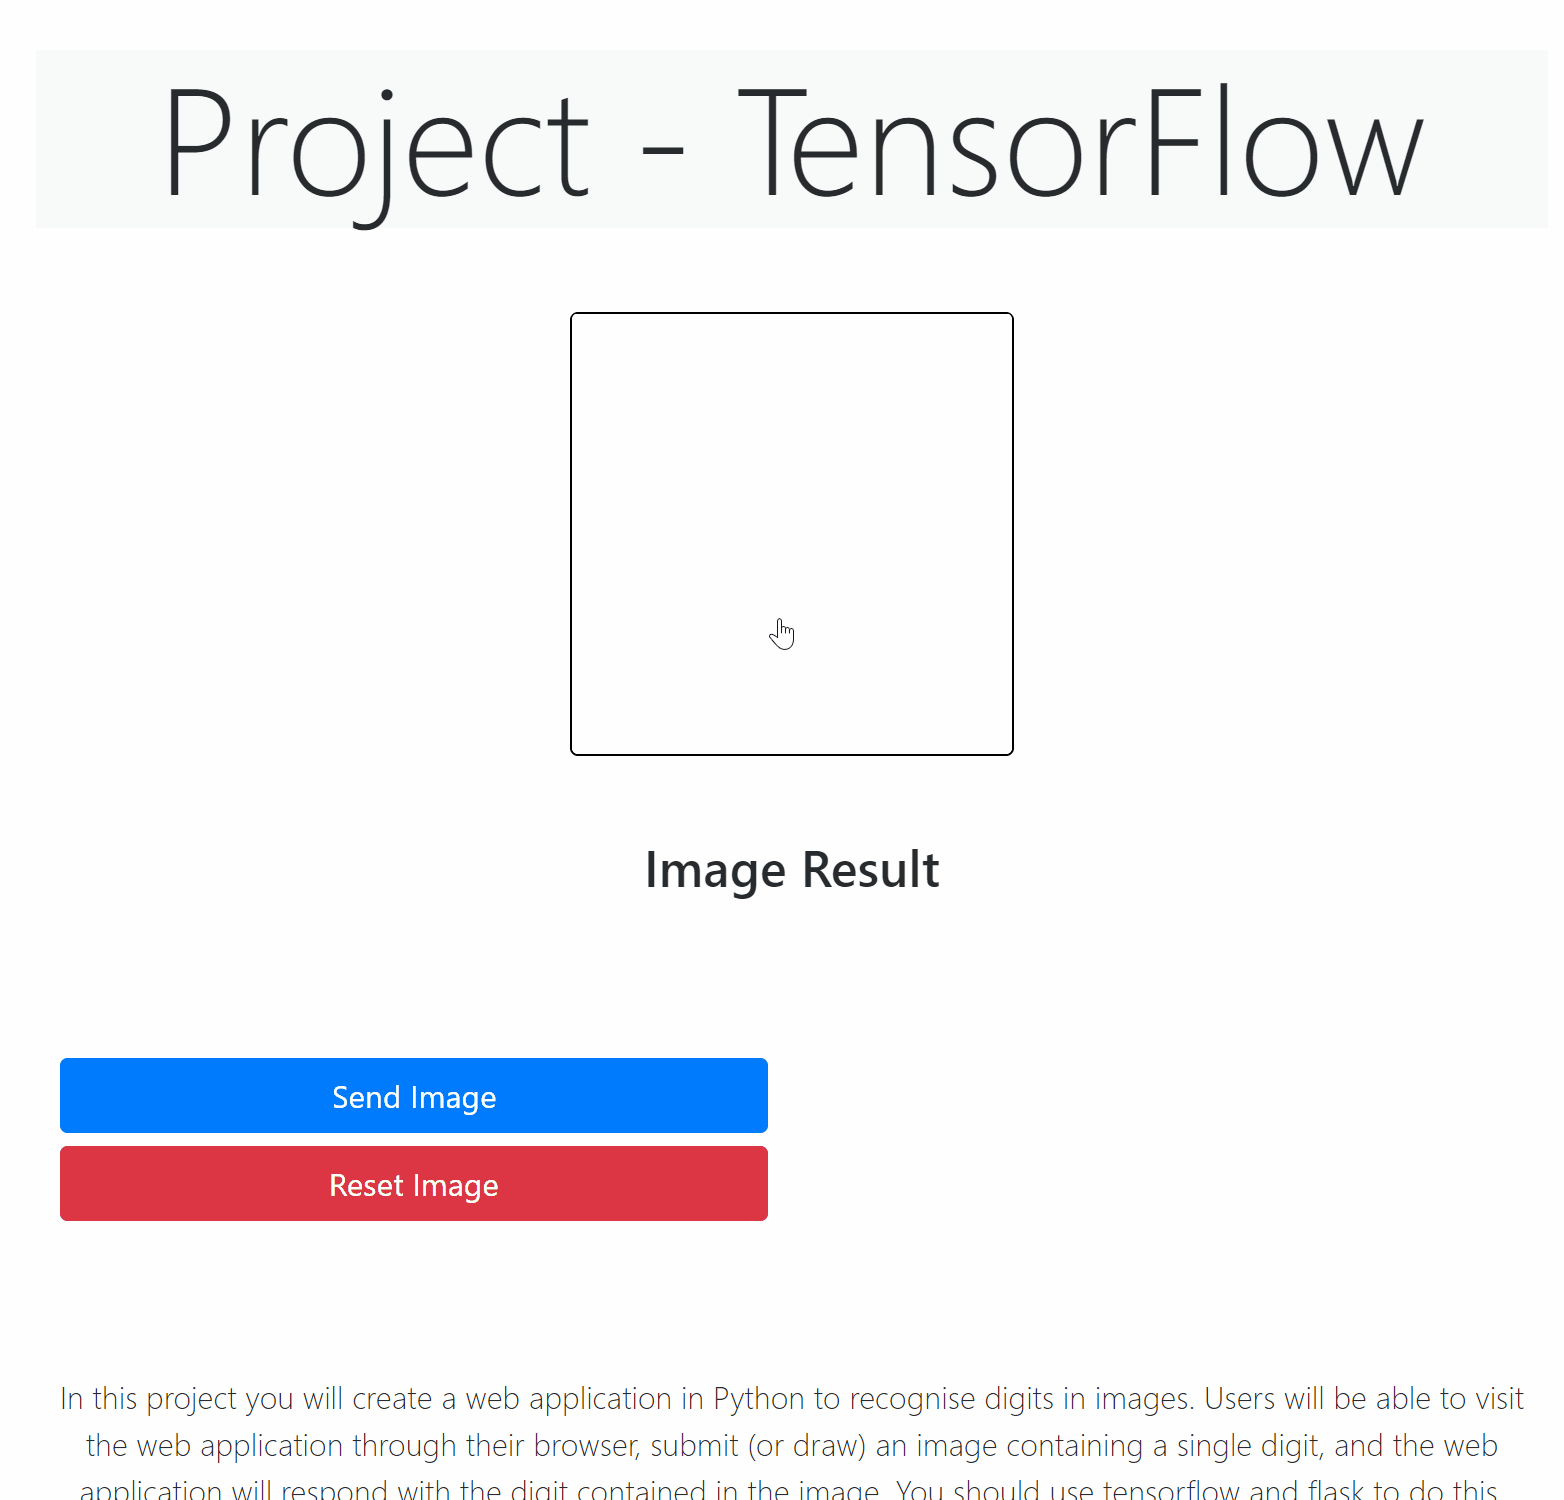 Project - TensorFlow
Image Result
Send Image
Reset Image
In this project you will create a web application in Python to recognise digits in images. Users will be able to visit
the web application through their browser, submit (or draw) an image containing a single digit, and the web
application will respond with the digit contained in the image. You should use tensorflow and flask to do this